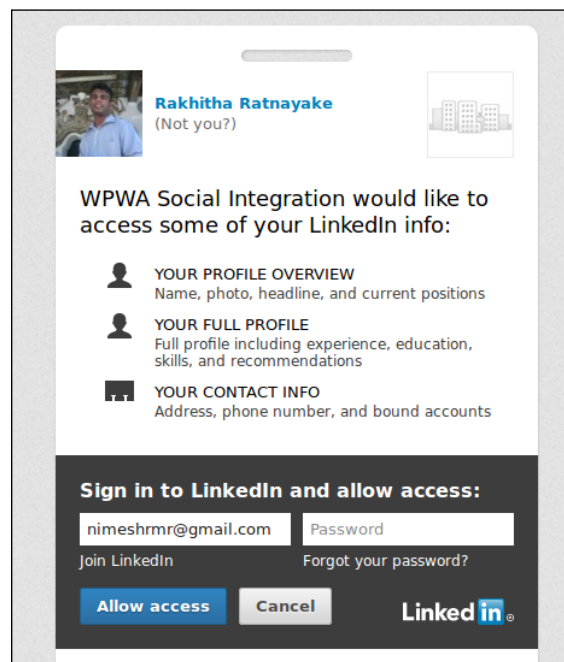 Rakhitha Ratnayake
(Not you?)
WPWA Social Integration would like to
access some of your LinkedIn info:
YOUR PROFILE OVERVIEW
Name, photo, headline, and current positions
YOUR FULL PROFILE
Full profile including experience, education,
skills, and recommendations
YOUR CONTACT INFO
Address, phone number, and bound accounts
Sign in to LinkedIn and allow access:
nimeshrmr@gmail.com Password
Join LinkedIn Forgot your password?
Allow access Cancel Linked in ®